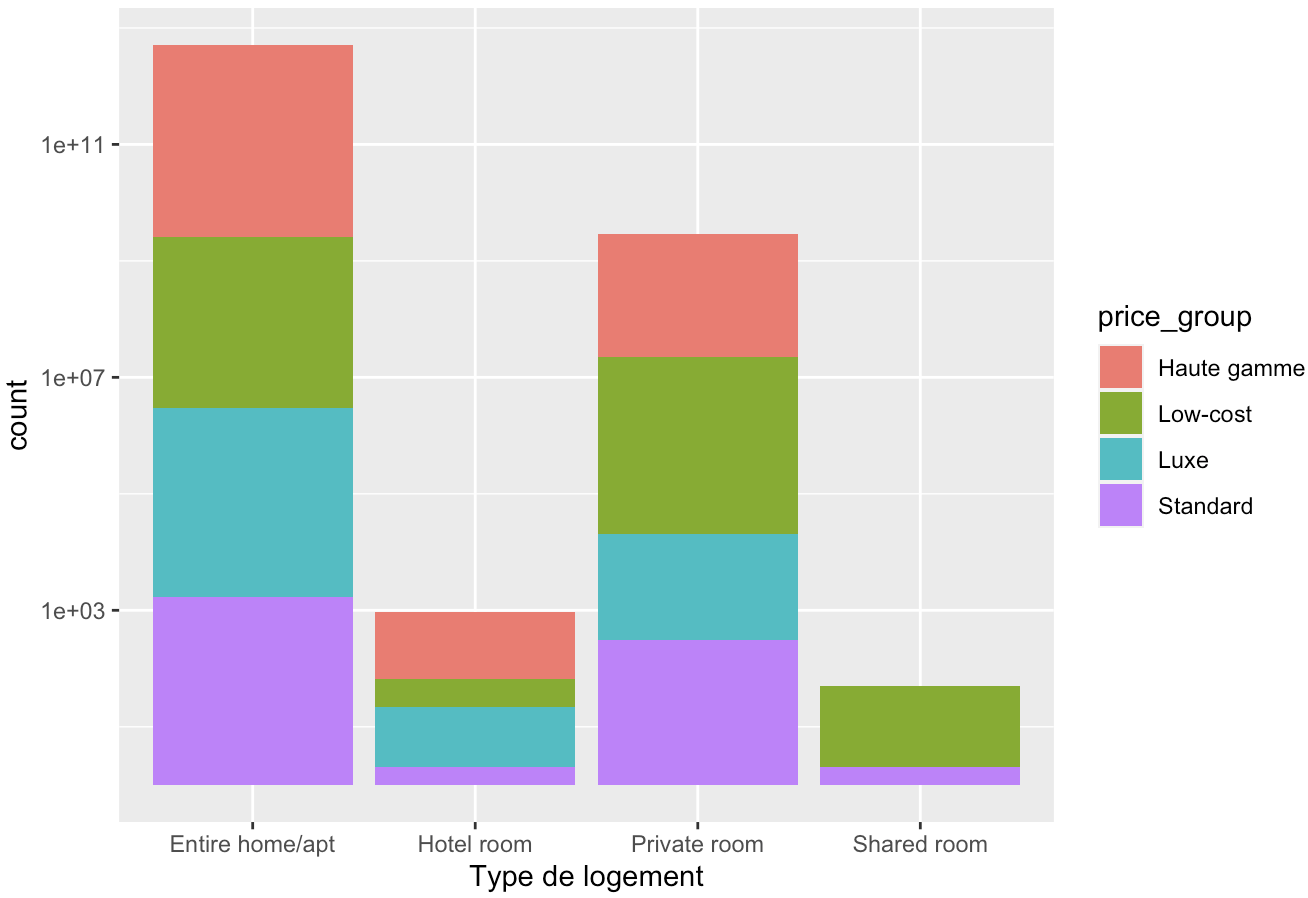 1e+11
1e+07
1e+03
count
Entire home/apt
Hotel room
Private room
Shared room
Type de logement
price_group
Haute gamme
Low-cost
Luxe
Standard